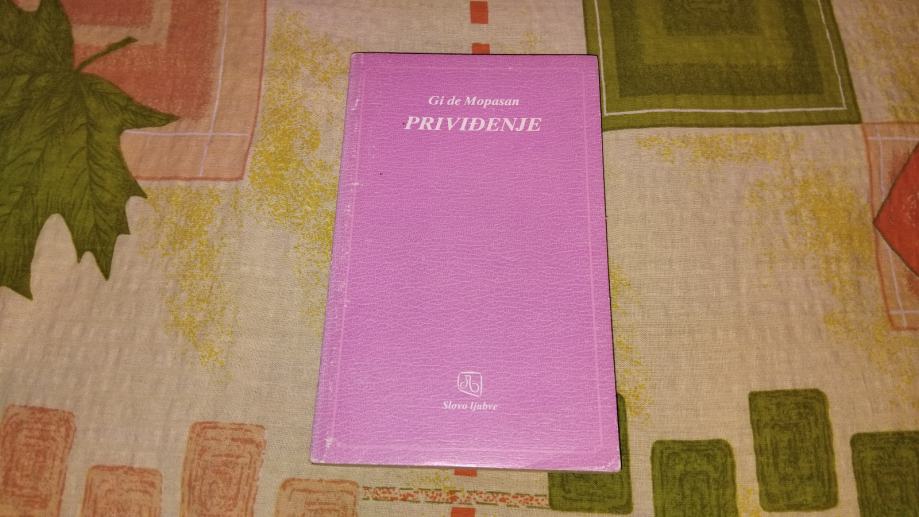 Gi de Mopasan
PRIVIĐENJE
Slovo ljubve